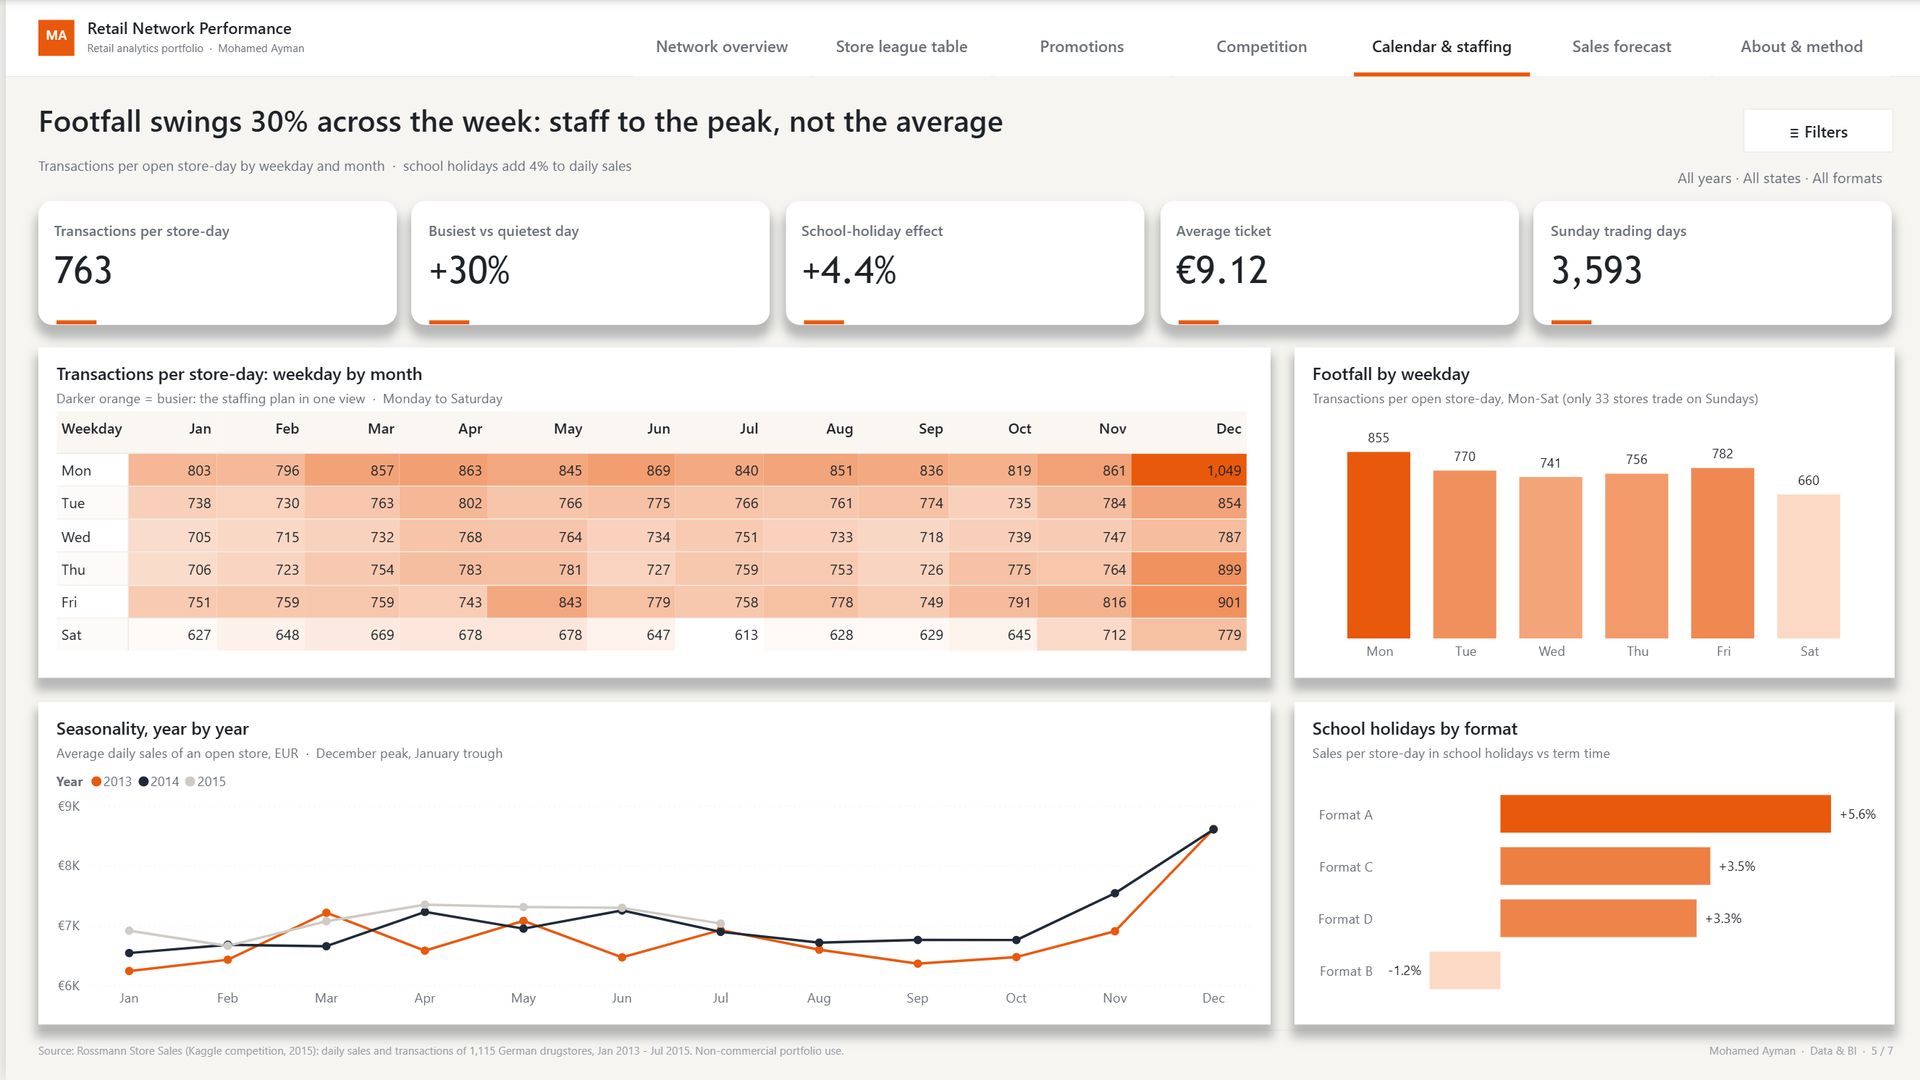 MA
Retail Network Performance
Retail analytics portfolio · Mohamed Ayman
Network overview
Store league table
Promotions
Competition
Calendar & staffing
Sales forecast
About & method
Footfall swings 30% across the week: staff to the peak, not the average
Transactions per open store-day by weekday and month · school holidays add 4% to daily sales
Filters
All years · All states · All formats
Transactions per store-day
763
Busiest vs quietest day
+30%
School-holiday effect
+4.4%
Average ticket
€9.12
Sunday trading days
3,593
Transactions per store-day: weekday by month
Darker orange = busier: the staffing plan in one view · Monday to Saturday
Weekday Jan Feb Mar Apr May Jun Jul Aug Sep Oct Nov Dec
Mon 803 796 857 863 845 869 840 851 836 819 861 1,049
Tue 738 730 763 802 766 775 766 761 774 735 784 854
Wed 705 715 732 768 764 734 751 733 718 739 747 787
Thu 706 723 754 783 781 727 759 753 726 775 764 899
Fri 751 759 759 743 843 779 758 778 749 791 816 901
Sat 627 648 669 678 678 647 613 628 629 645 712 779
Footfall by weekday
Transactions per open store-day, Mon-Sat (only 33 stores trade on Sundays)
855 770 741 756 782 660
Mon Tue Wed Thu Fri Sat
Seasonality, year by year
Average daily sales of an open store, EUR · December peak, January trough
Year 2013 2014 2015
€9K
€8K
€7K
€6K
Jan Feb Mar Apr May Jun Jul Aug Sep Oct Nov Dec
School holidays by format
Sales per store-day in school holidays vs term time
Format A +5.6%
Format C +3.5%
Format D +3.3%
Format B -1.2%
Source: Rossmann Store Sales (Kaggle competition, 2015): daily sales and transactions of 1,115 German drugstores, Jan 2013 - Jul 2015. Non-commercial portfolio use.
Mohamed Ayman · Data & BI · 5 / 7